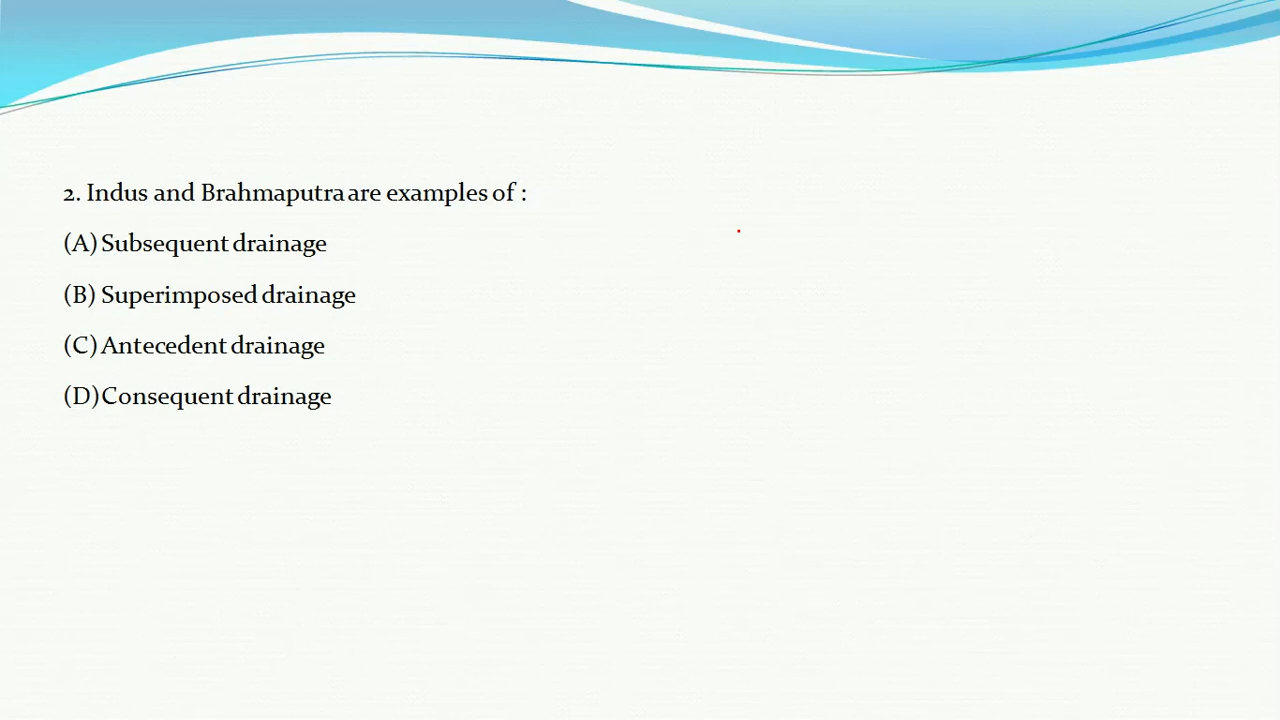 2. Indus and Brahmaputra are examples of :
(A) Subsequent drainage
(B) Superimposed drainage
(C) Antecedent drainage
(D) Consequent drainage